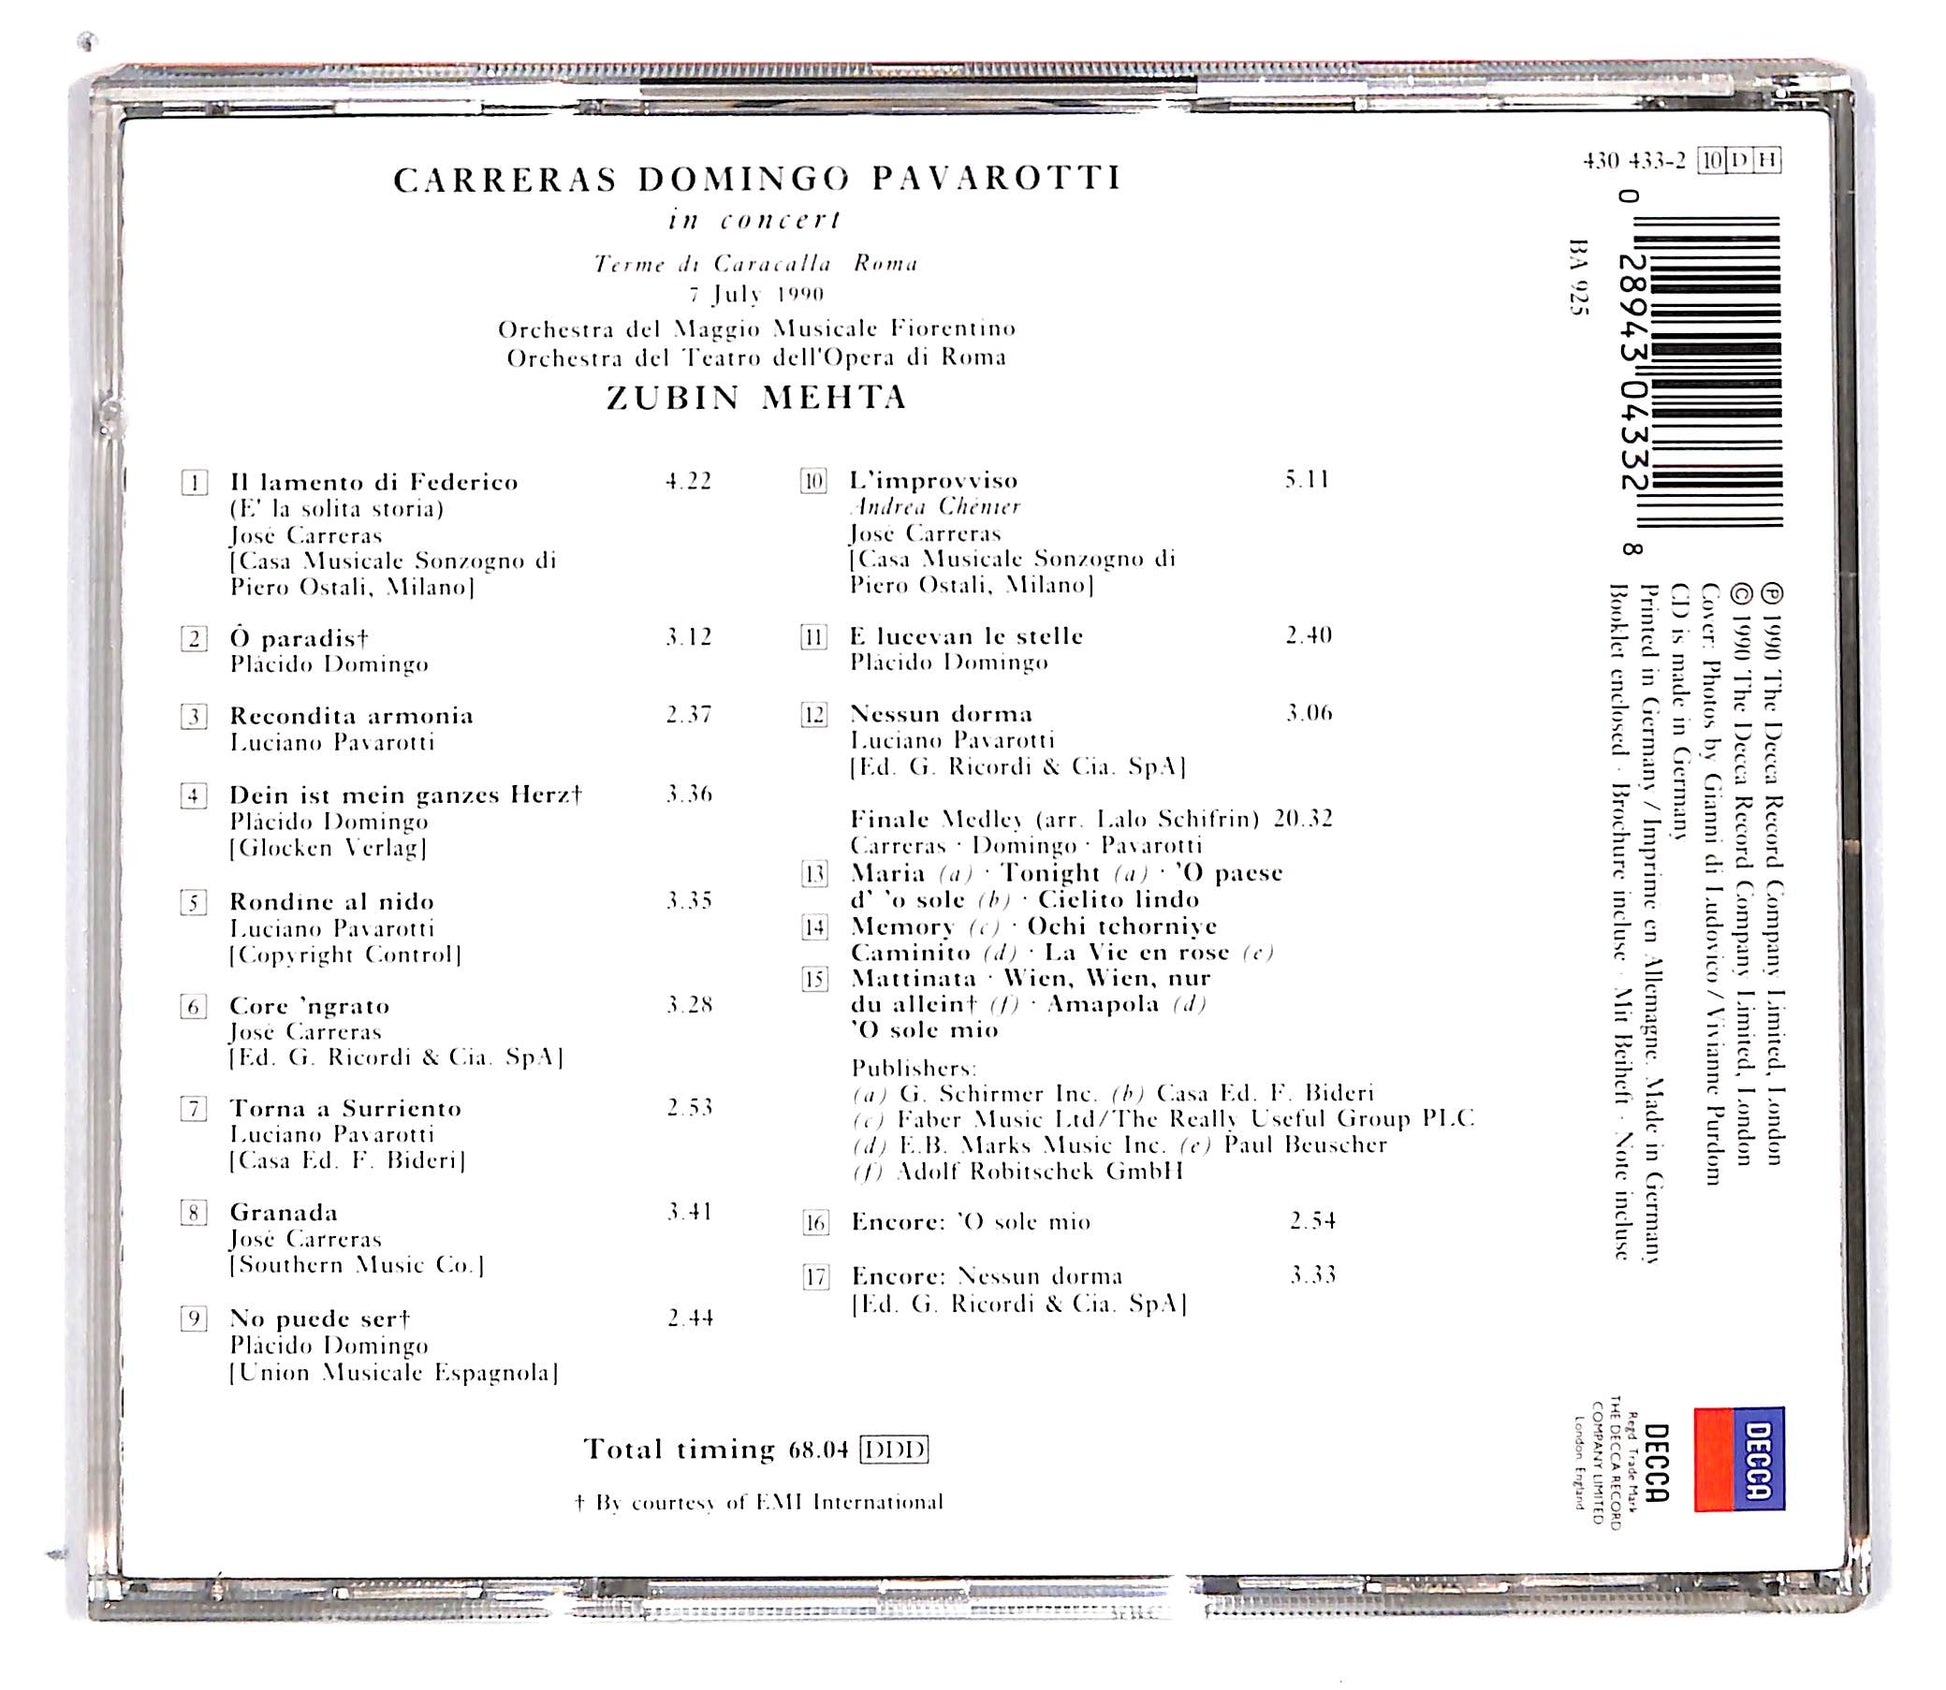 CARRERAS DOMINGO PAVAROTTI
in concert
Terme di Caracalla Roma
7 July 1990
Orchestra del Maggio Musicale Fiorentino
Orchestra del Teatro dell'Opera di Roma
ZUBIN MEHTA
1 Il lamento di Federico 4.22
(E' la solita storia)
José Carreras
[Casa Musicale Sonzogno di
Piero Ostali, Milano]
2 Ô paradis† 3.12
Plácido Domingo
3 Recondita armonia 2.37
Luciano Pavarotti
4 Dein ist mein ganzes Herz† 3.36
Plácido Domingo
[Glocken Verlag]
5 Rondine al nido 3.35
Luciano Pavarotti
[Copyright Control]
6 Core 'ngrato 3.28
José Carreras
[Ed. G. Ricordi & Cia. SpA]
7 Torna a Surriento 2.53
Luciano Pavarotti
[Casa Ed. F. Bideri]
8 Granada 3.41
José Carreras
[Southern Music Co.]
9 No puede ser† 2.44
Plácido Domingo
[Union Musicale Espagnola]
10 L'improvviso 5.11
Andrea Chénier
José Carreras
[Casa Musicale Sonzogno di
Piero Ostali, Milano]
11 E lucevan le stelle 2.40
Plácido Domingo
12 Nessun dorma 3.06
Luciano Pavarotti
[Ed. G. Ricordi & Cia. SpA]
Finale Medley (arr. Lalo Schifrin) 20.32
Carreras · Domingo · Pavarotti
13 Maria (a) · Tonight (a) · 'O paese
d' 'o sole (b) · Cielito lindo
14 Memory (c) · Ochi tchorniye
Caminito (d) · La Vie en rose (e)
15 Mattinata · Wien, Wien, nur
du allein† (f) · Amapola (d)
'O sole mio
Publishers:
(a) G. Schirmer Inc. (b) Casa Ed. F. Bideri
(c) Faber Music Ltd/The Really Useful Group PLC
(d) E.B. Marks Music Inc. (e) Paul Beuscher
(f) Adolf Robitschek GmbH
16 Encore: 'O sole mio 2.54
17 Encore: Nessun dorma 3.33
[Ed. G. Ricordi & Cia. SpA]
Total timing 68.04 DDD
† By courtesy of EMI International
430 433-2 10 D H
0 28943 04332 8
BA 925
℗ 1990 The Decca Record Company Limited, London
© 1990 The Decca Record Company Limited, London
Cover: Photos by Gianni di Ludovico / Vivianne Purdom
CD is made in Germany
Printed in Germany / Imprimé en Allemagne. Made in Germany
Booklet enclosed · Brochure incluse · Mit Beiheft · Note incluse
DECCA
DECCA
Regd. Trade Mark
THE DECCA RECORD
COMPANY LIMITED
London England